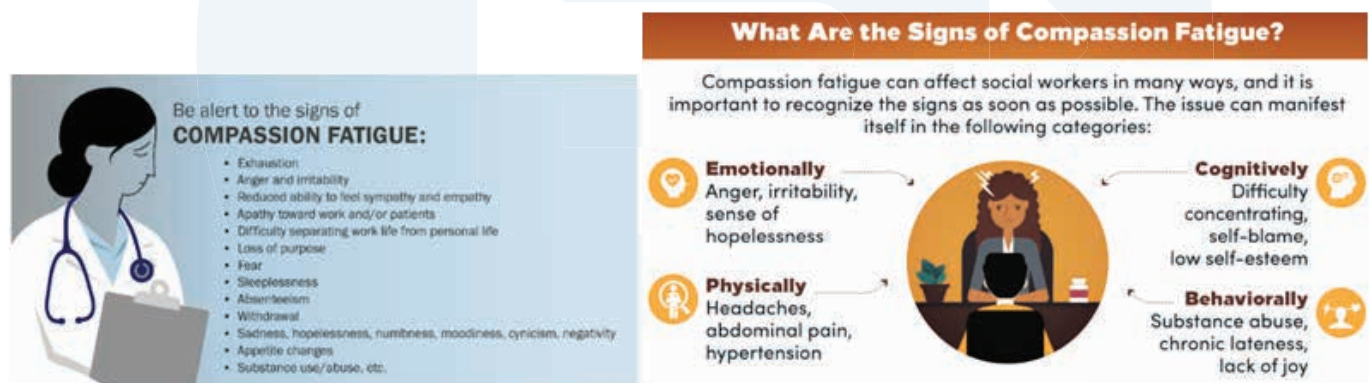 Be alert to the signs of
COMPASSION FATIGUE:
• Exhaustion
• Anger and irritability
• Reduced ability to feel sympathy and empathy
• Apathy toward work and/or patients
• Difficulty separating work life from personal life
• Loss of purpose
• Fear
• Sleeplessness
• Absenteeism
• Withdrawal
• Sadness, hopelessness, numbness, moodiness, cynicism, negativity
• Appetite changes
• Substance use/abuse, etc.
What Are the Signs of Compassion Fatigue?
Compassion fatigue can affect social workers in many ways, and it is
important to recognize the signs as soon as possible. The issue can manifest
itself in the following categories:
Emotionally
Anger, irritability,
sense of
hopelessness
Physically
Headaches,
abdominal pain,
hypertension
Cognitively
Difficulty
concentrating,
self-blame,
low self-esteem
Behaviorally
Substance abuse,
chronic lateness,
lack of joy